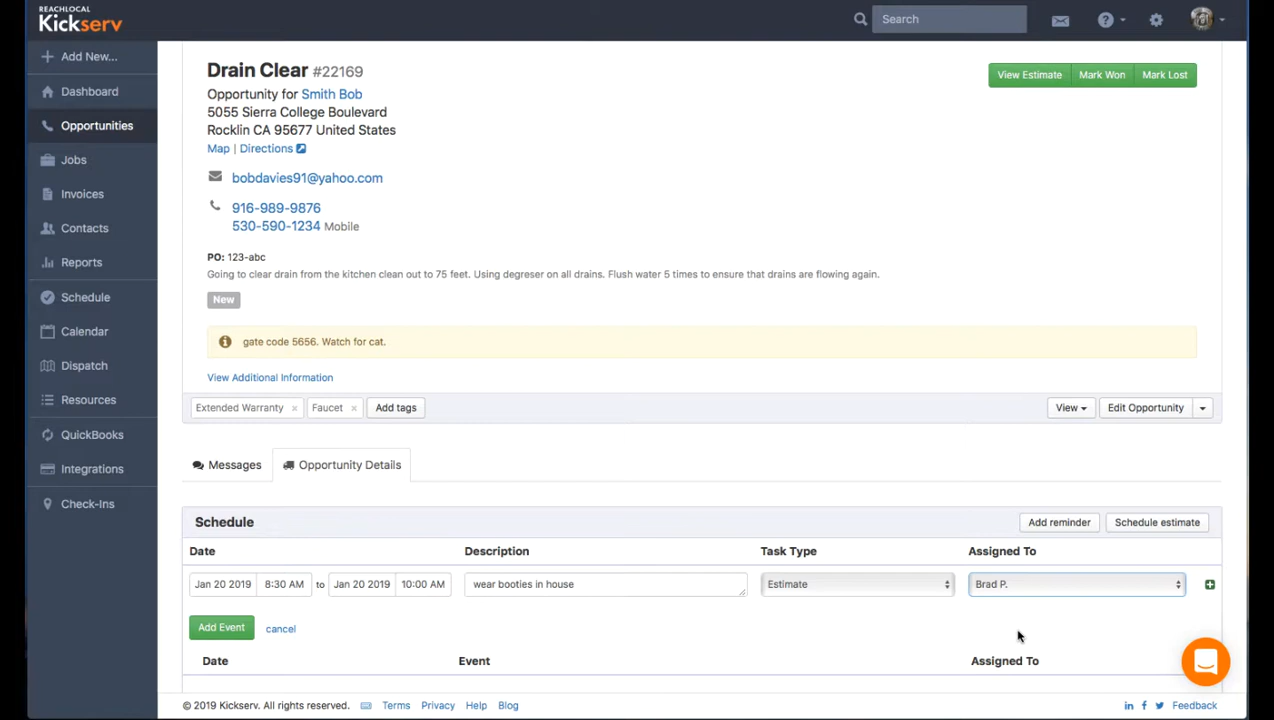 REACHLOCAL
Kickserv
Search
Add New...
Dashboard
Opportunities
Jobs
Invoices
Contacts
Reports
Schedule
Calendar
Dispatch
Resources
QuickBooks
Integrations
Check-Ins
Drain Clear #22169
View Estimate Mark Won Mark Lost
Opportunity for Smith Bob
5055 Sierra College Boulevard
Rocklin CA 95677 United States
Map | Directions
bobdavies91@yahoo.com
916-989-9876
530-590-1234 Mobile
PO: 123-abc
Going to clear drain from the kitchen clean out to 75 feet. Using degreser on all drains. Flush water 5 times to ensure that drains are flowing again.
New
gate code 5656. Watch for cat.
View Additional Information
Extended Warranty × Faucet × Add tags View Edit Opportunity
Messages Opportunity Details
Schedule Add reminder Schedule estimate
Date Description Task Type Assigned To
Jan 20 2019 8:30 AM to Jan 20 2019 10:00 AM wear booties in house Estimate Brad P.
Add Event cancel
Date Event Assigned To
© 2019 Kickserv. All rights reserved. Terms Privacy Help Blog Feedback